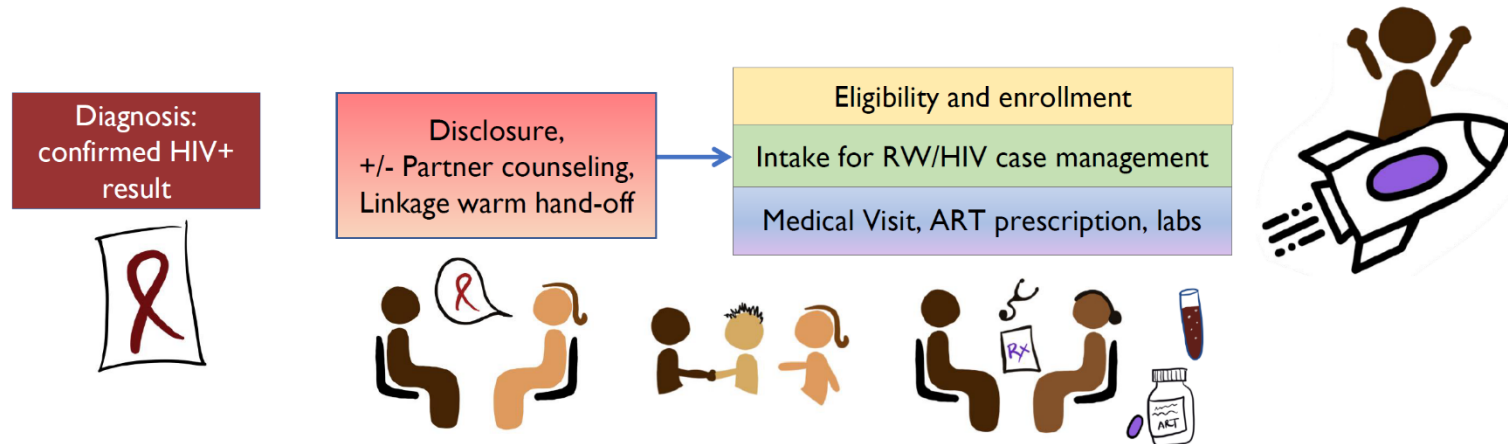 Diagnosis:
confirmed HIV+
result
Disclosure,
+/- Partner counseling,
Linkage warm hand-off
Eligibility and enrollment
Intake for RW/HIV case management
Medical Visit, ART prescription, labs
Rx
ART